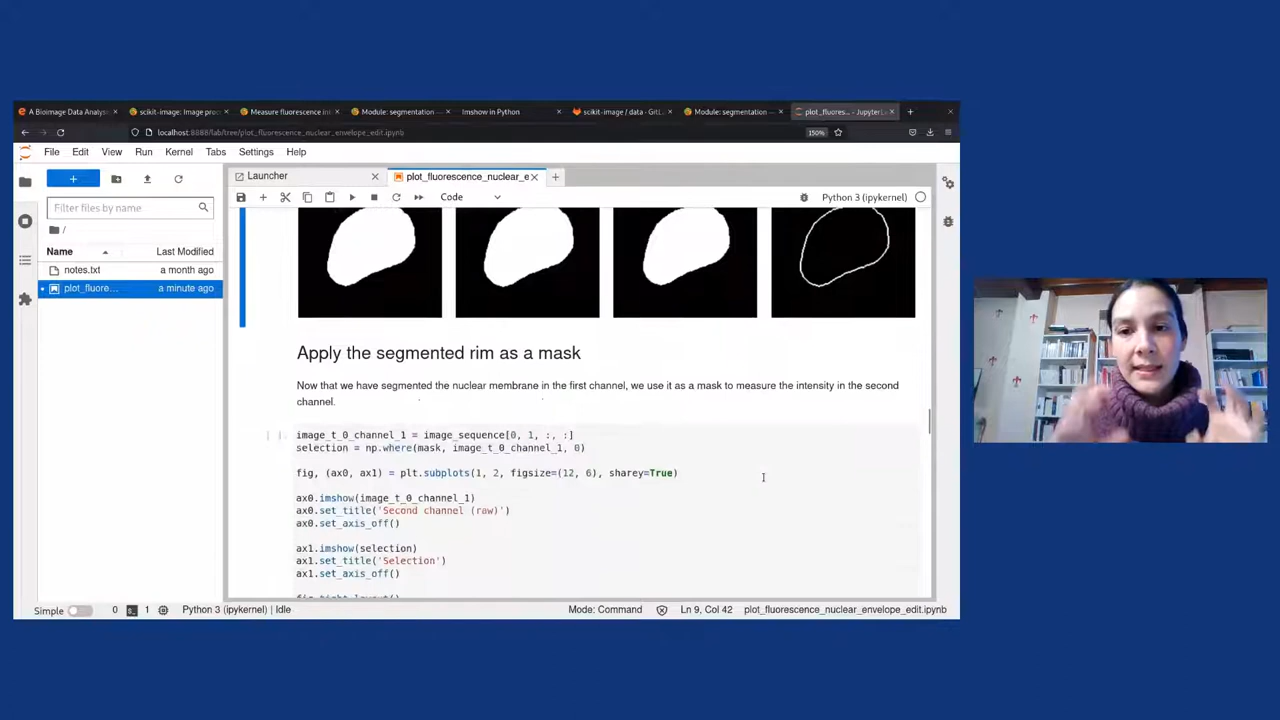 A Bioimage Data Analys
scikit-image: Image proc
Measure fluorescence in
Module: segmentation —
Imshow in Python
scikit-image / data · GitL
Module: segmentation —
plot_fluores... - JupyterL
localhost:8888/lab/tree/plot_fluorescence_nuclear_envelope_edit.ipynb
150%
File Edit View Run Kernel Tabs Settings Help
Launcher
plot_fluorescence_nuclear_e
Code
Python 3 (ipykernel)
Filter files by name
/
Name Last Modified
notes.txt a month ago
plot_fluore... a minute ago
Apply the segmented rim as a mask
Now that we have segmented the nuclear membrane in the first channel, we use it as a mask to measure the intensity in the second
channel.
[ ]:
image_t_0_channel_1 = image_sequence[0, 1, :, :]
selection = np.where(mask, image_t_0_channel_1, 0)
fig, (ax0, ax1) = plt.subplots(1, 2, figsize=(12, 6), sharey=True)
ax0.imshow(image_t_0_channel_1)
ax0.set_title('Second channel (raw)')
ax0.set_axis_off()
ax1.imshow(selection)
ax1.set_title('Selection')
ax1.set_axis_off()
fig.tight_layout()
Simple 0 1 Python 3 (ipykernel) | Idle
Mode: Command Ln 9, Col 42 plot_fluorescence_nuclear_envelope_edit.ipynb